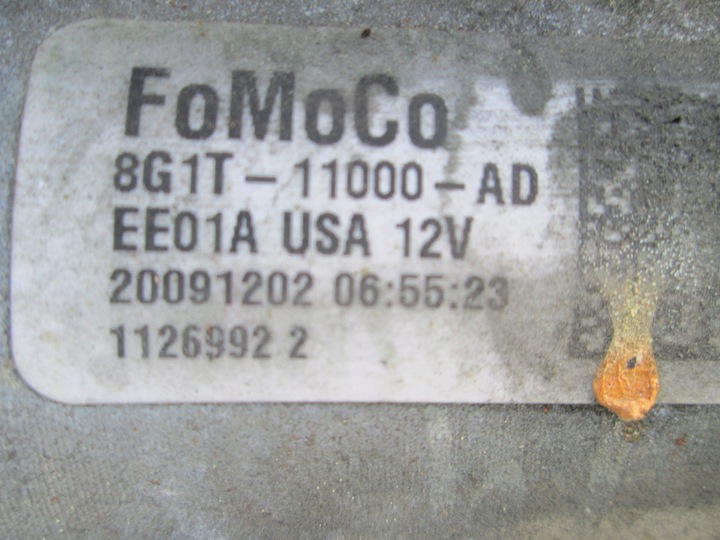 FoMoCo
8G1T-11000-AD
EE01A USA 12V
20091202 06:55:23
1126992 2